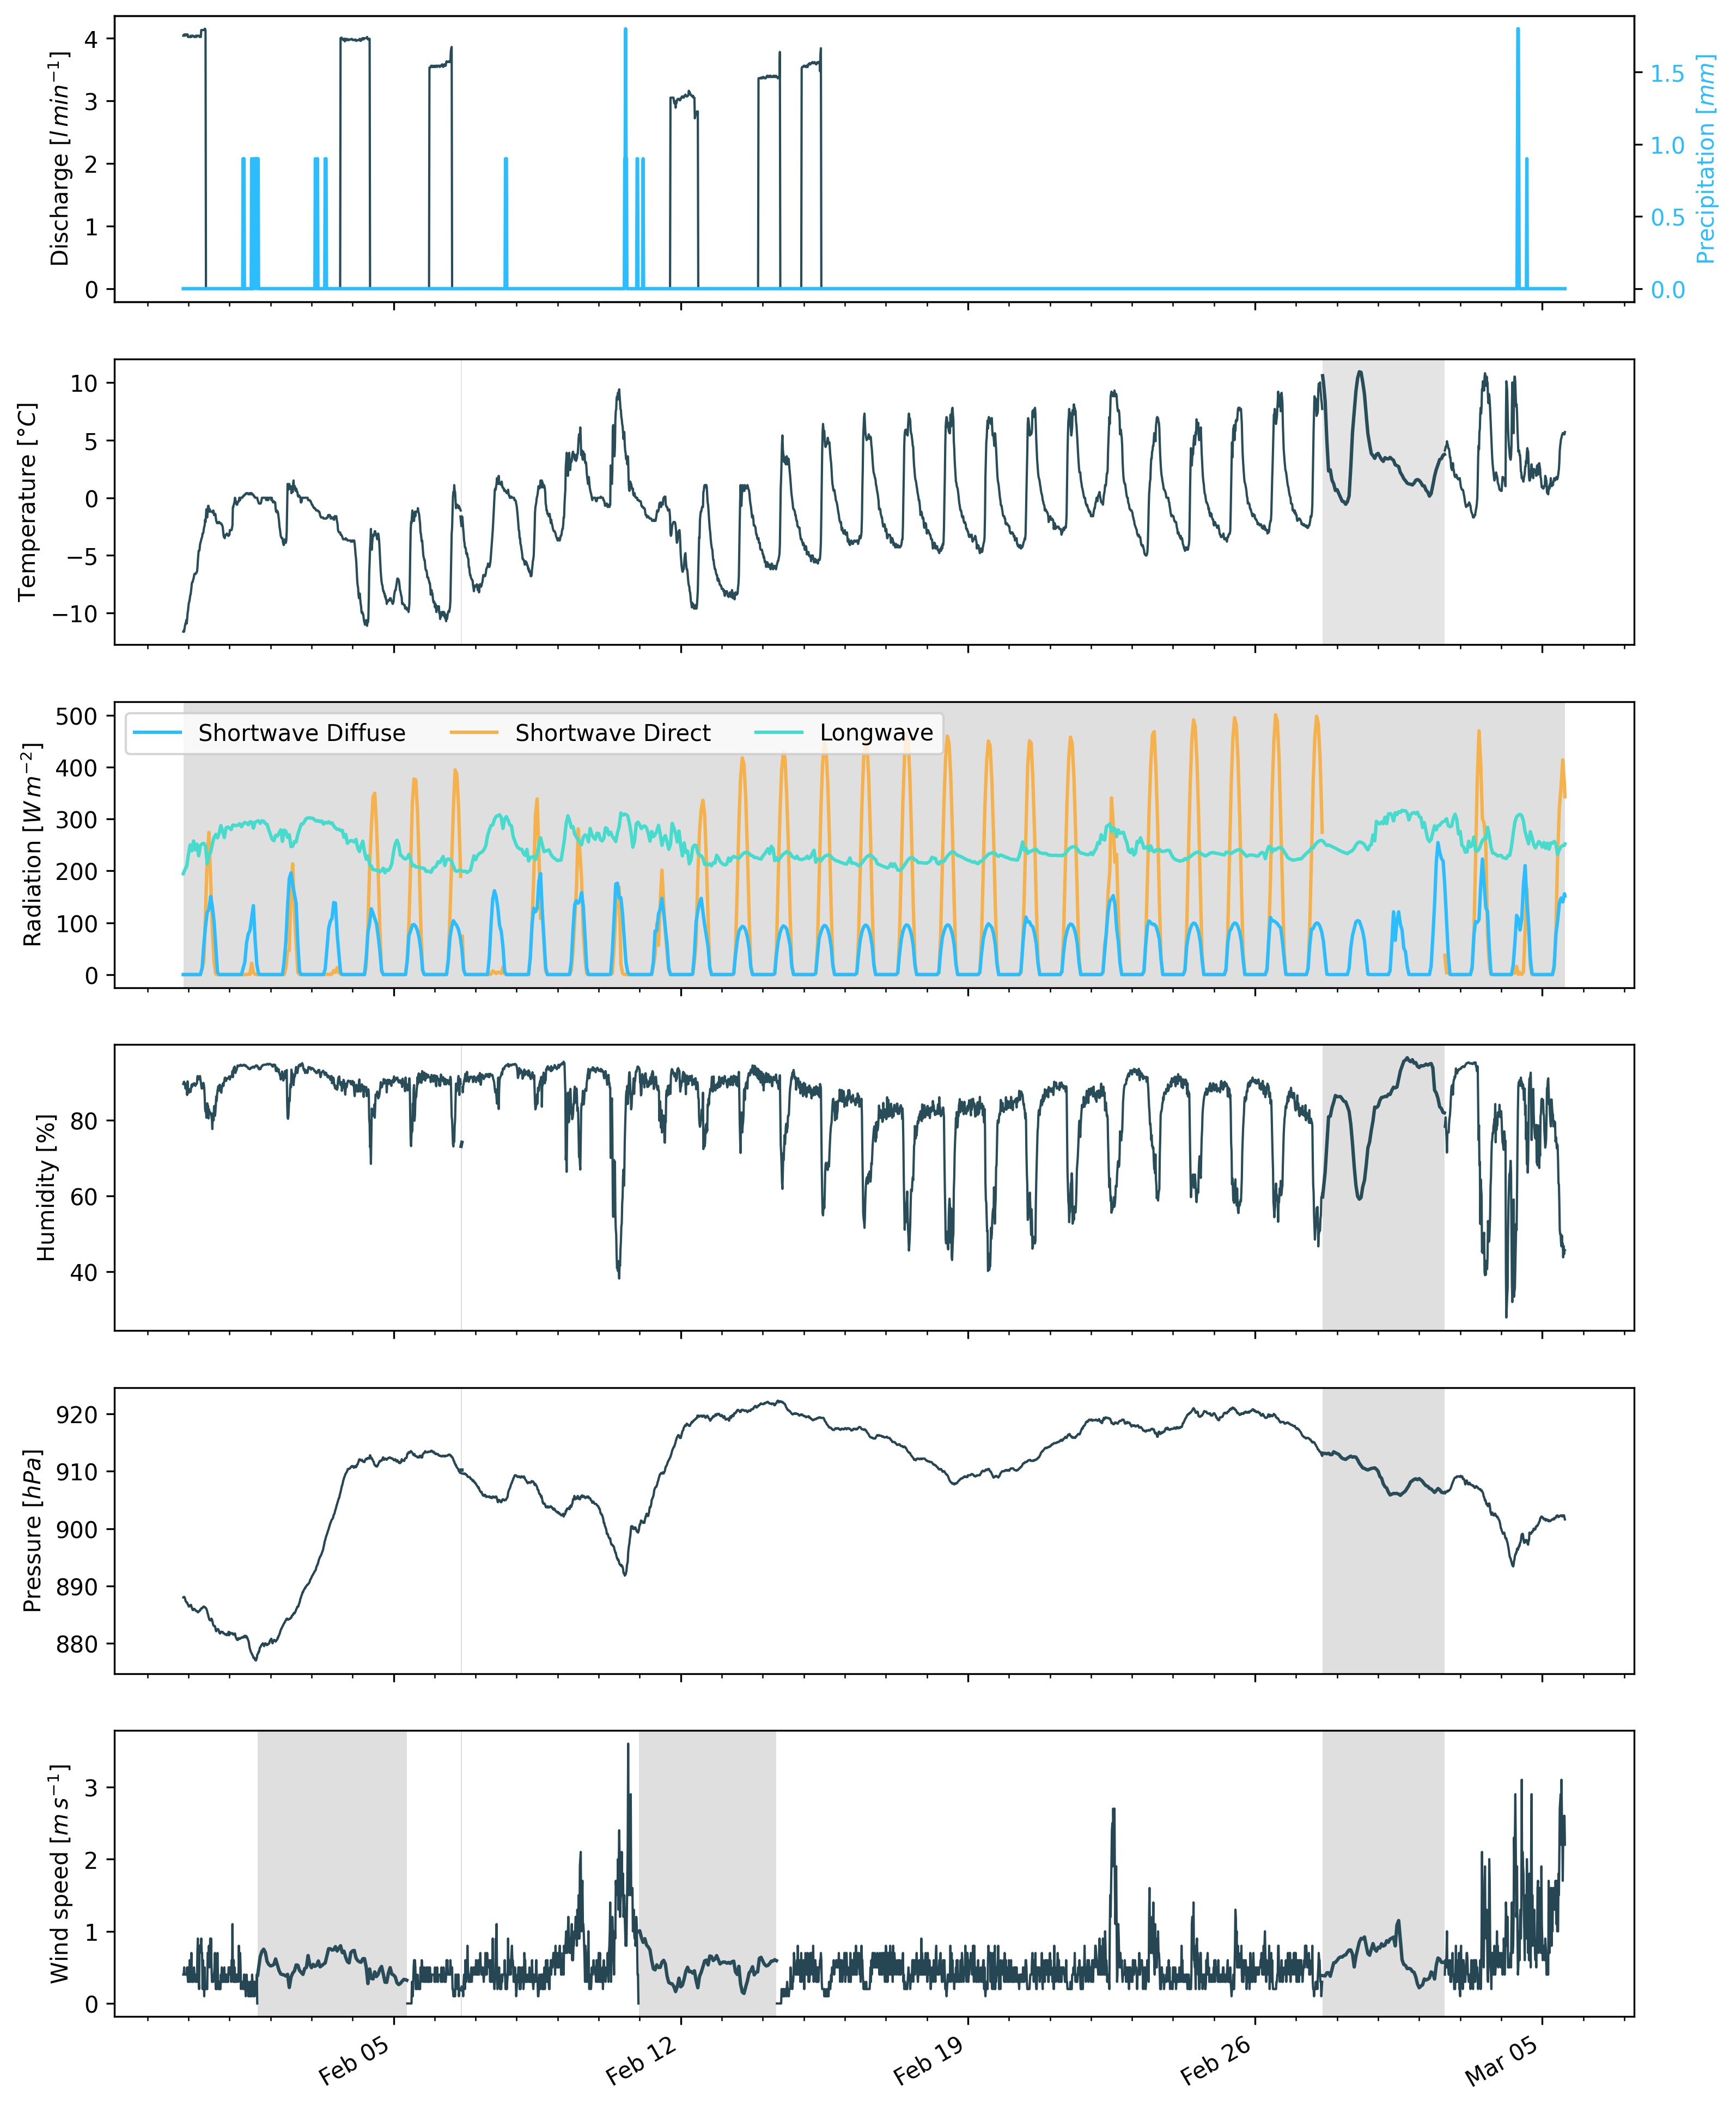 Discharge [l min⁻¹]
4
3
2
1
0
Precipitation [mm]
1.5
1.0
0.5
0.0
Temperature [°C]
10
5
0
−5
−10
Radiation [W m⁻²]
500
400
300
200
100
0
Shortwave Diffuse
Shortwave Direct
Longwave
Humidity [%]
80
60
40
Pressure [hPa]
920
910
900
890
880
Wind speed [m s⁻¹]
3
2
1
0
Feb 05
Feb 12
Feb 19
Feb 26
Mar 05